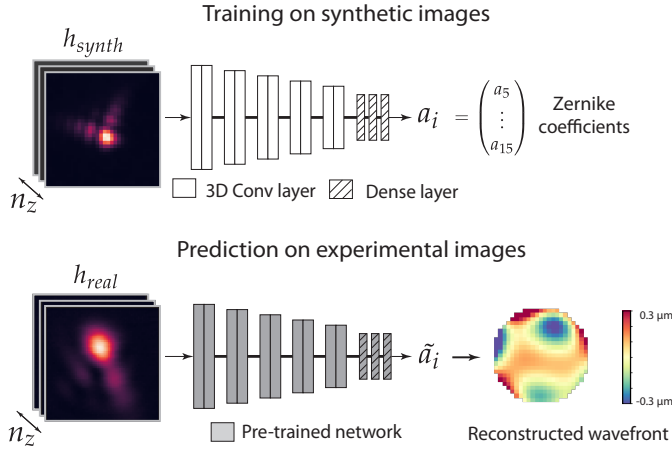 Training on synthetic images
h_synth
n_z
a_i = (a_5 ⋮ a_15)
Zernike
coefficients
3D Conv layer
Dense layer
Prediction on experimental images
h_real
n_z
ã_i
0.3 μm
-0.3 μm
Pre-trained network
Reconstructed wavefront